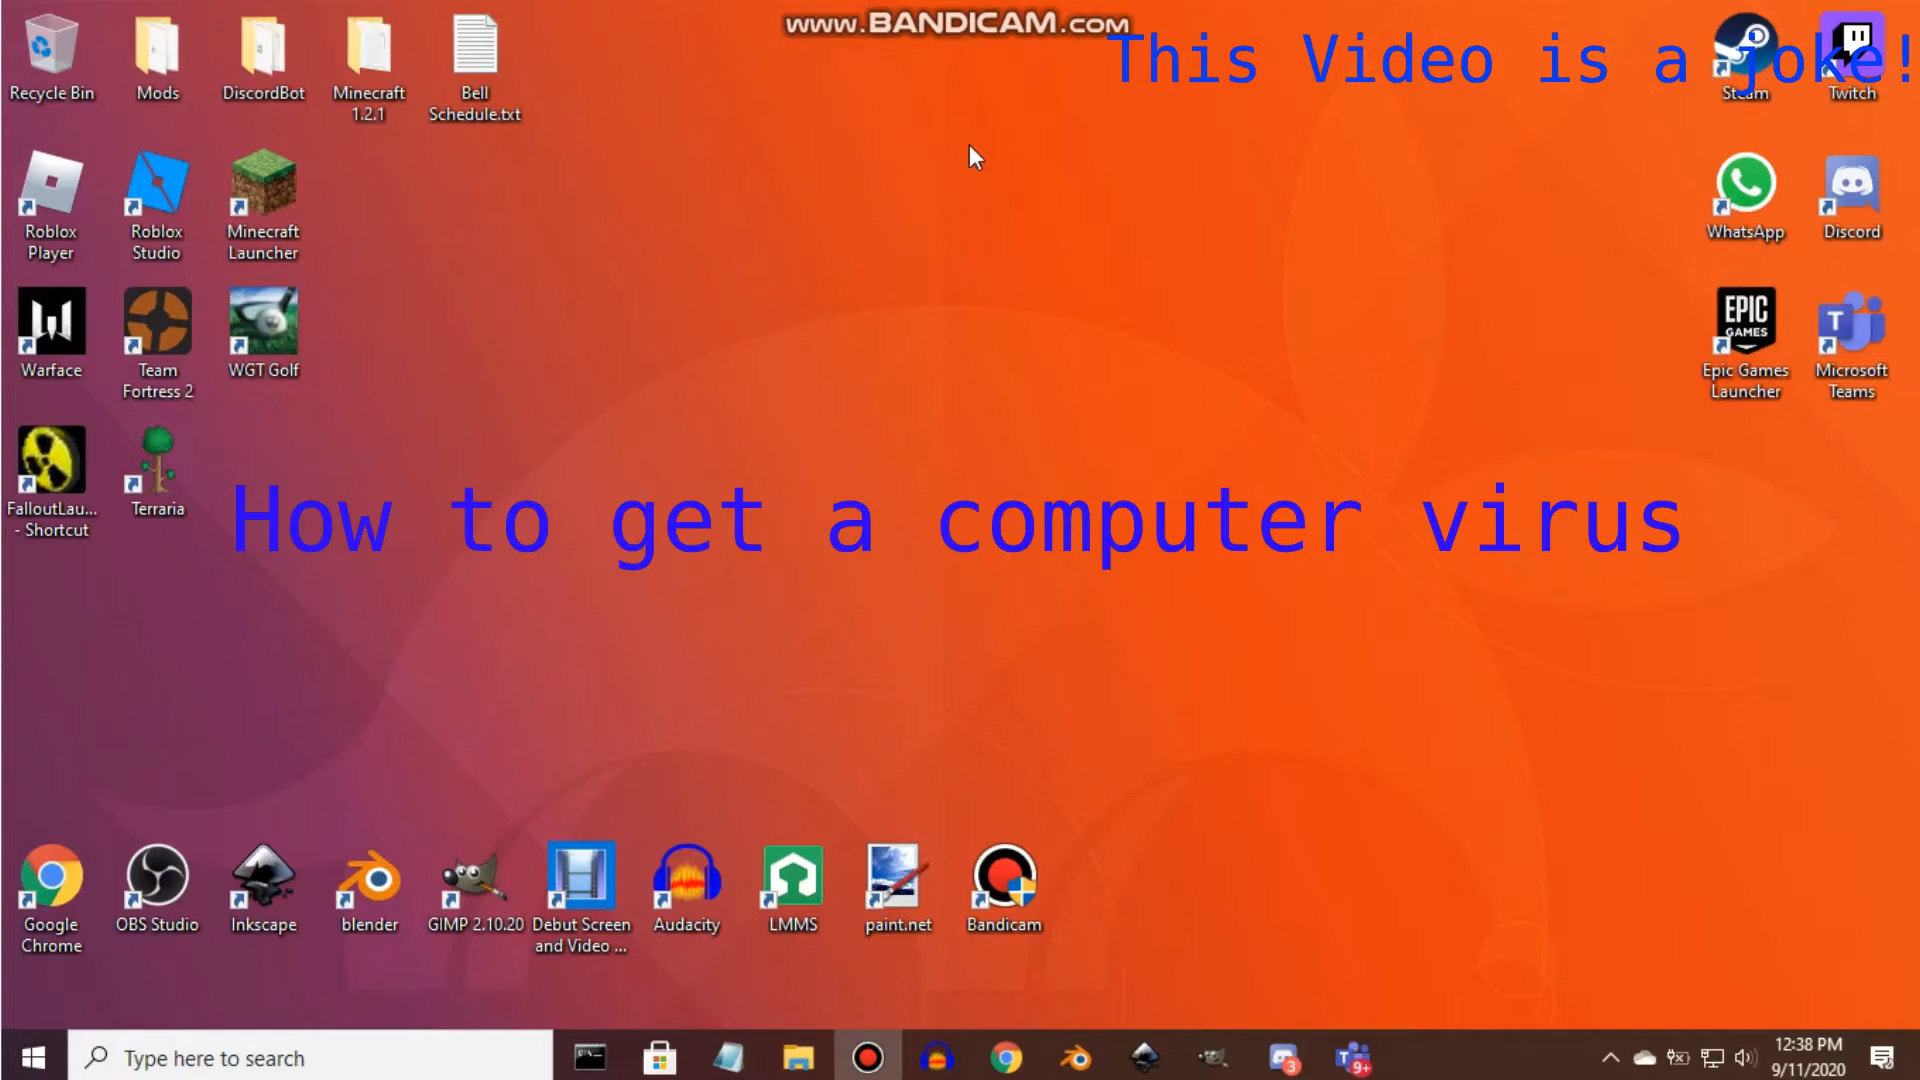 www.BANDICAM.com
This Video is a joke!
Recycle Bin
Mods
DiscordBot
Minecraft
1.2.1
Bell
Schedule.txt
Steam
Twitch
Roblox
Player
Roblox
Studio
Minecraft
Launcher
WhatsApp
Discord
Warface
Team
Fortress 2
WGT Golf
EPIC
GAMES
Epic Games
Launcher
T
Microsoft
Teams
FalloutLau...
- Shortcut
Terraria
How to get a computer virus
Google
Chrome
OBS Studio
Inkscape
blender
GIMP 2.10.20
Debut Screen
and Video ...
Audacity
LMMS
paint.net
Bandicam
Type here to search
3
9+
12:38 PM
9/11/2020